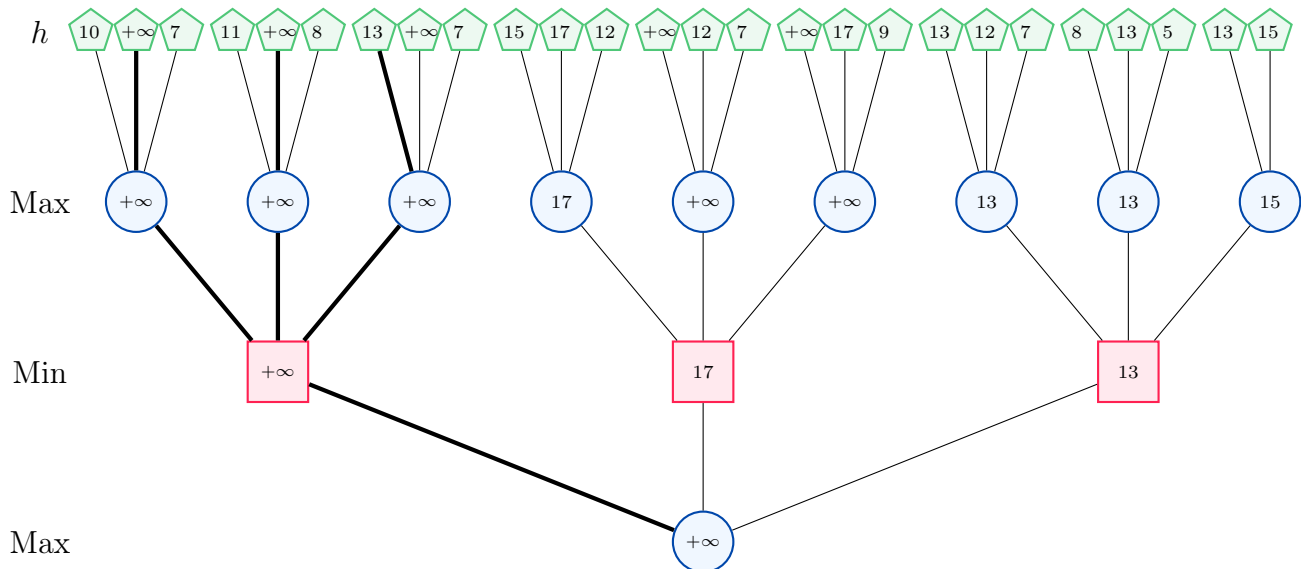 h 10 +∞ 7 11 +∞ 8 13 +∞ 7 15 17 12 +∞ 12 7 +∞ 17 9 13 12 7 8 13 5 13 15
Max +∞ +∞ +∞ 17 +∞ +∞ 13 13 15
Min +∞ 17 13
Max +∞